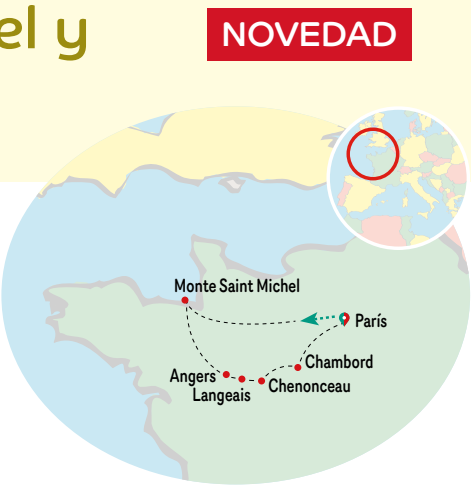 el y
NOVEDAD
Monte Saint Michel
París
Chambord
Angers
Chenonceau
Langeais